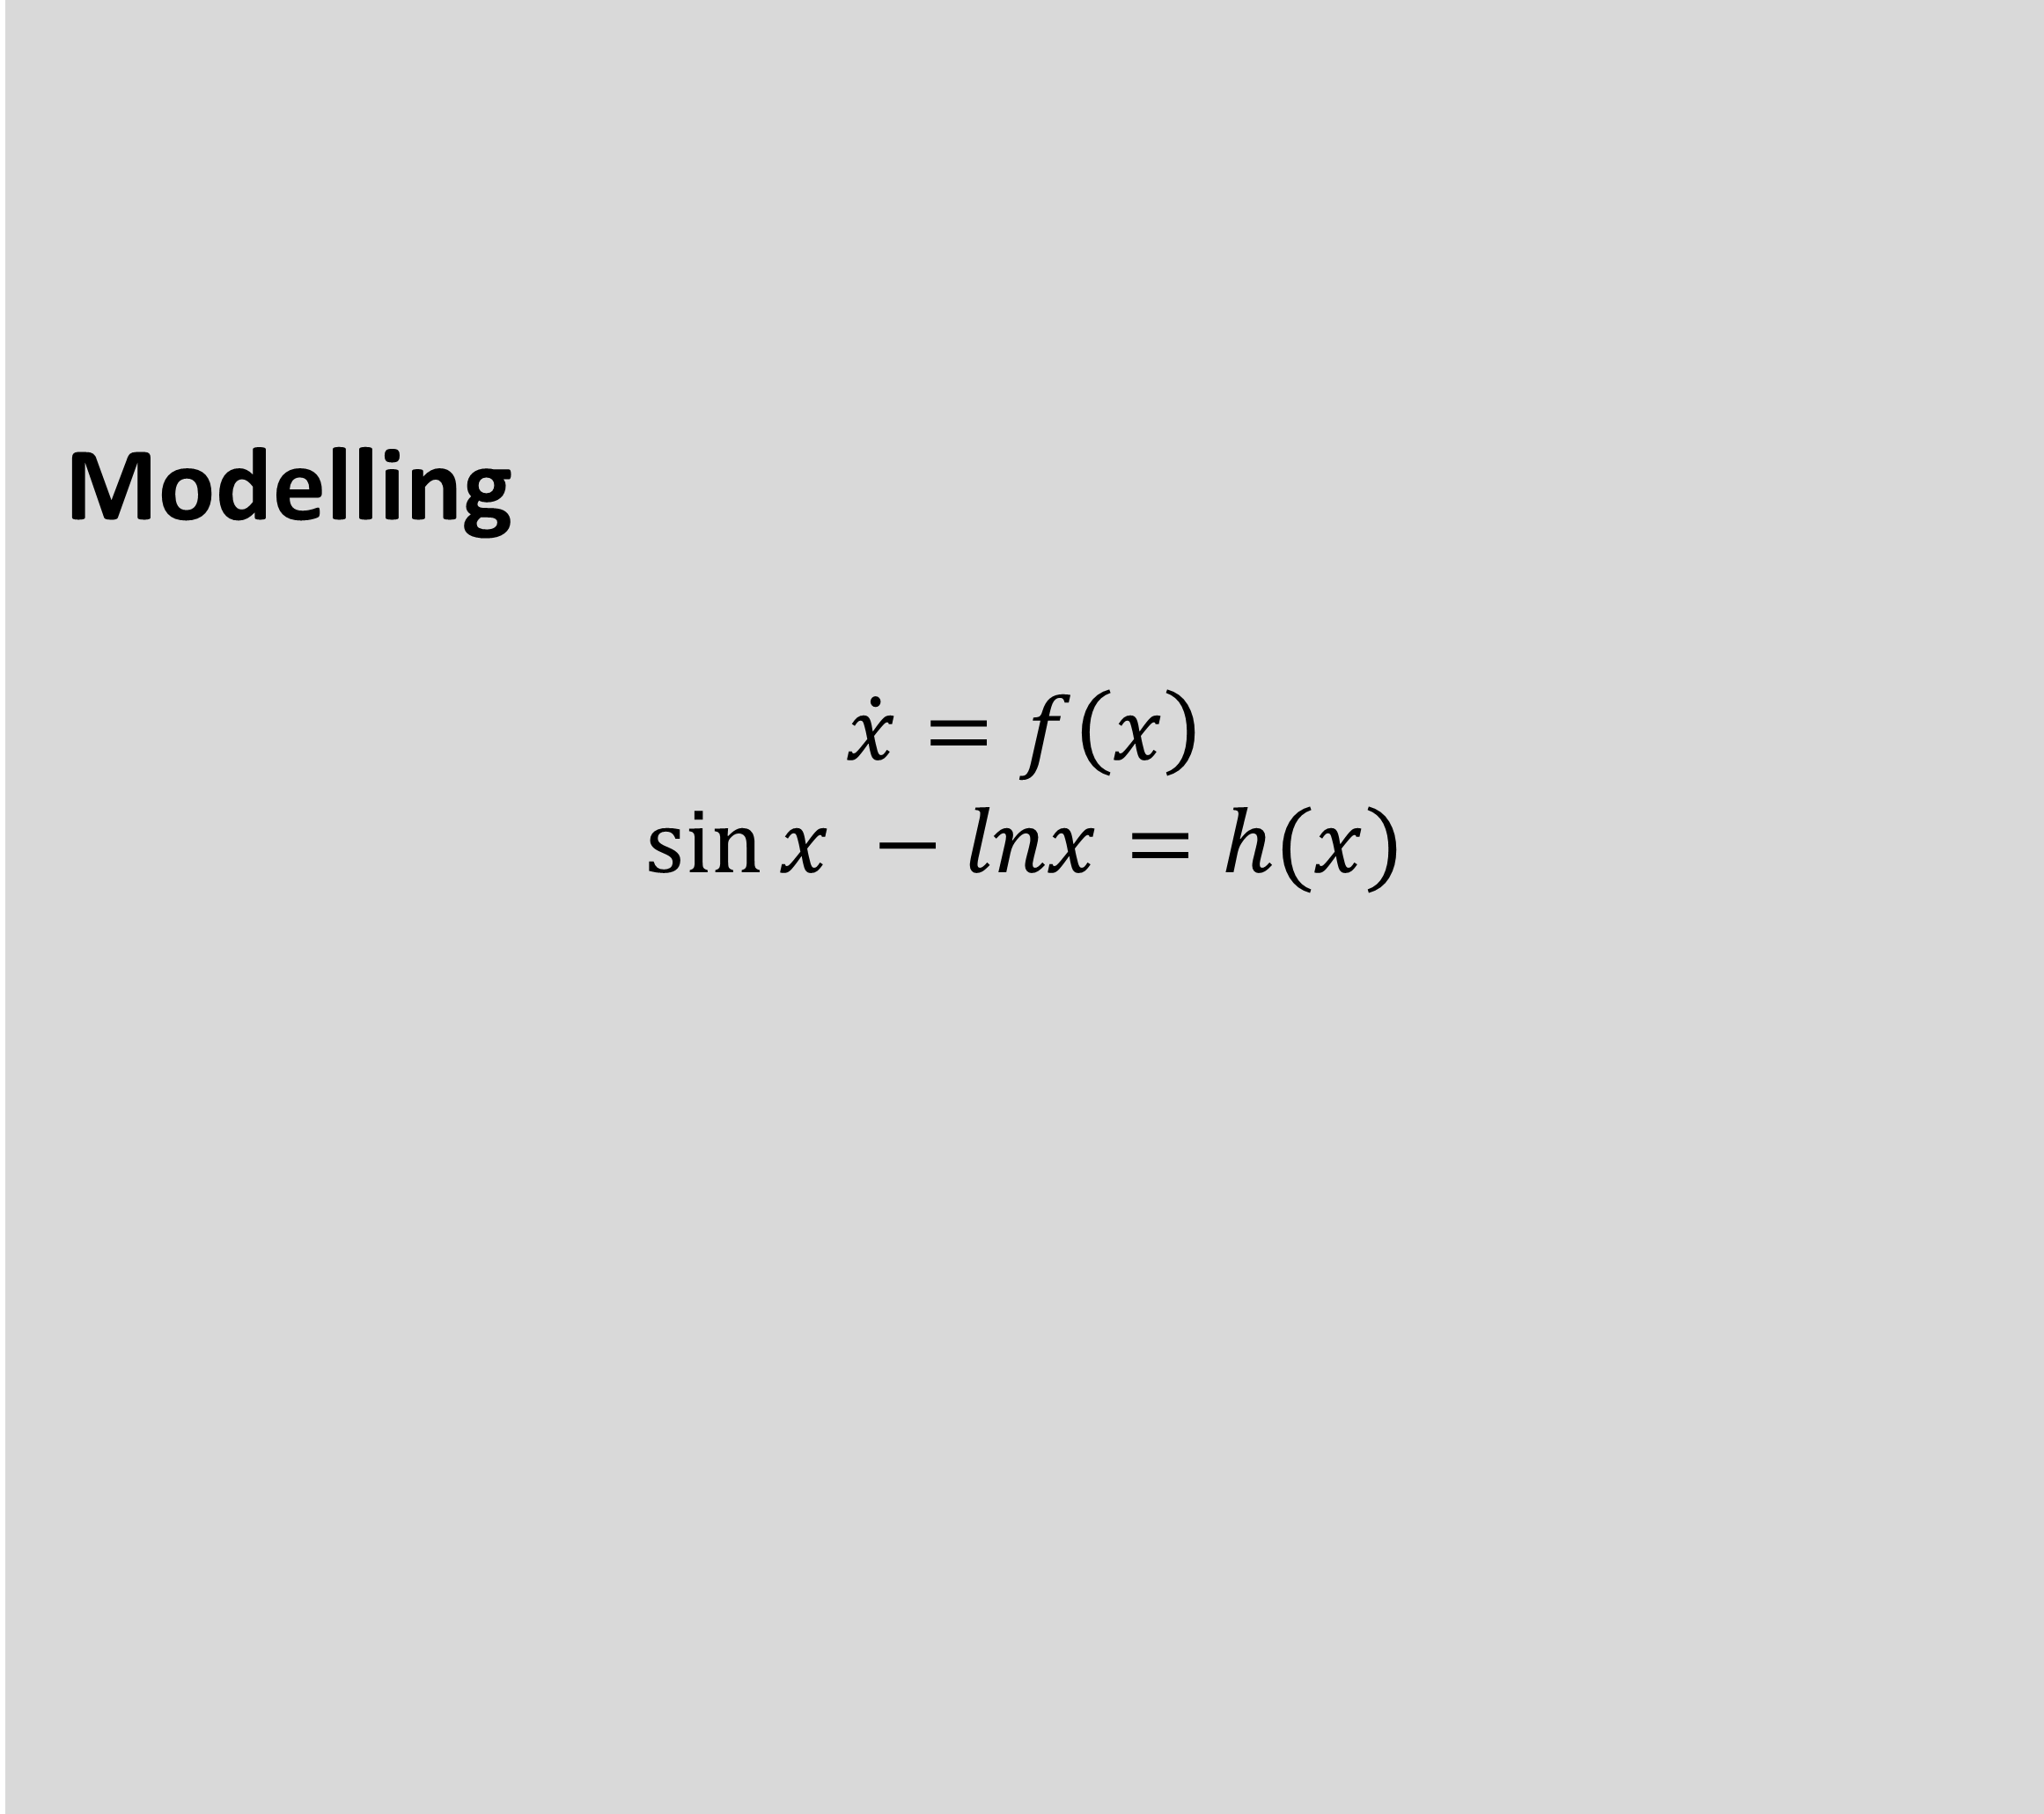 Modelling
ẋ = f(x)
sin x − lnx = h(x)